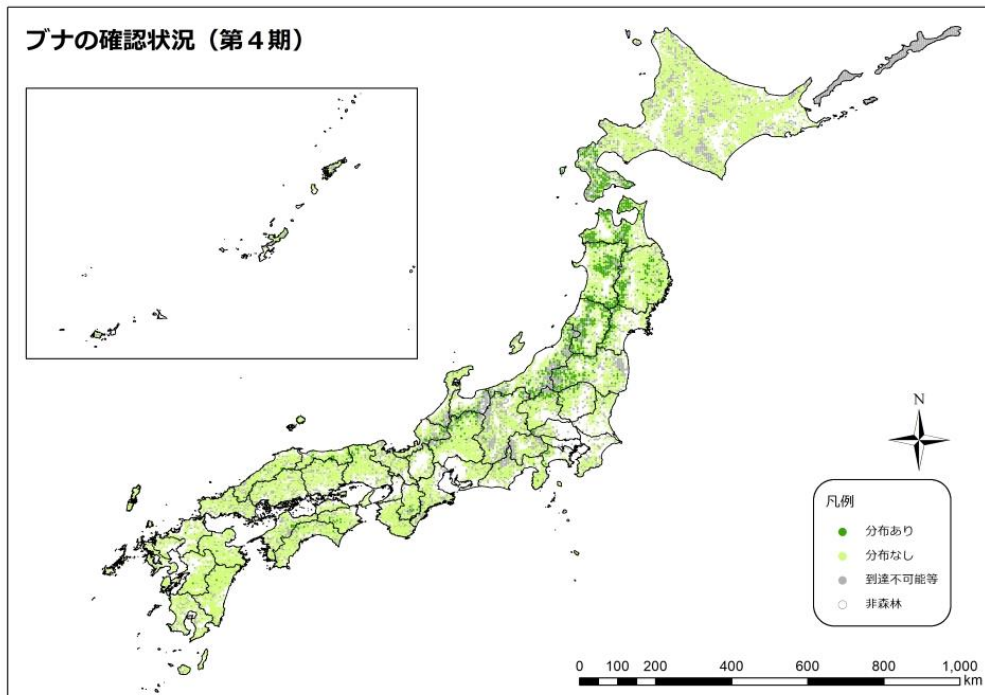 ブナの確認状況（第４期）
N
凡例
分布あり
分布なし
到達不可能等
非森林
0 100 200 400 600 800 1,000
km